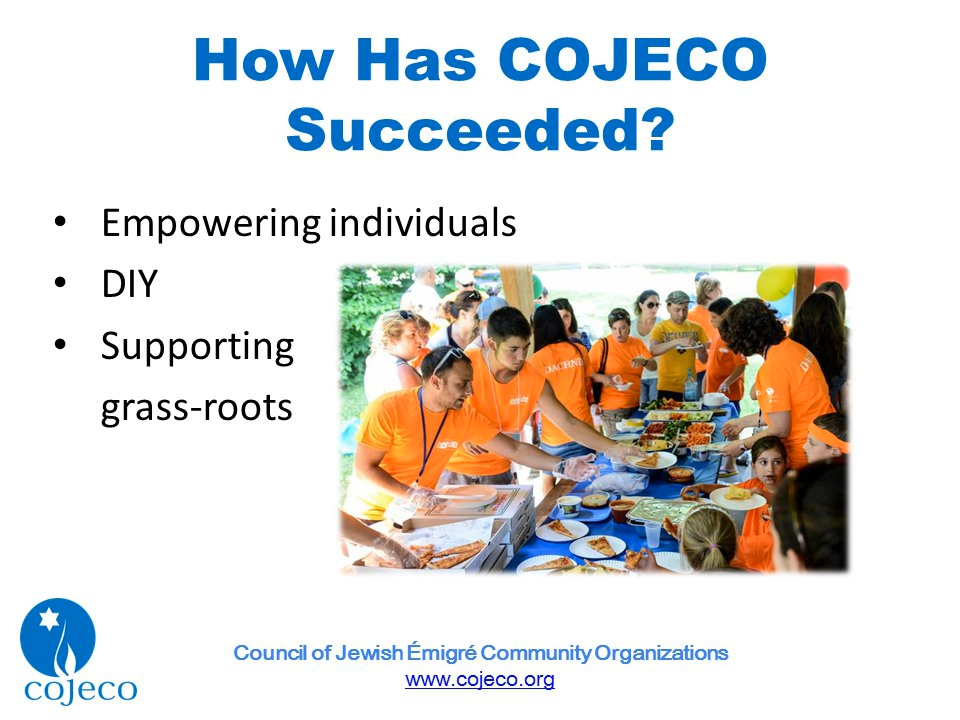 How Has COJECO
Succeeded?
• Empowering individuals
• DIY
• Supporting
grass-roots
DACHNIKI
cojeco
Council of Jewish Émigré Community Organizations
www.cojeco.org